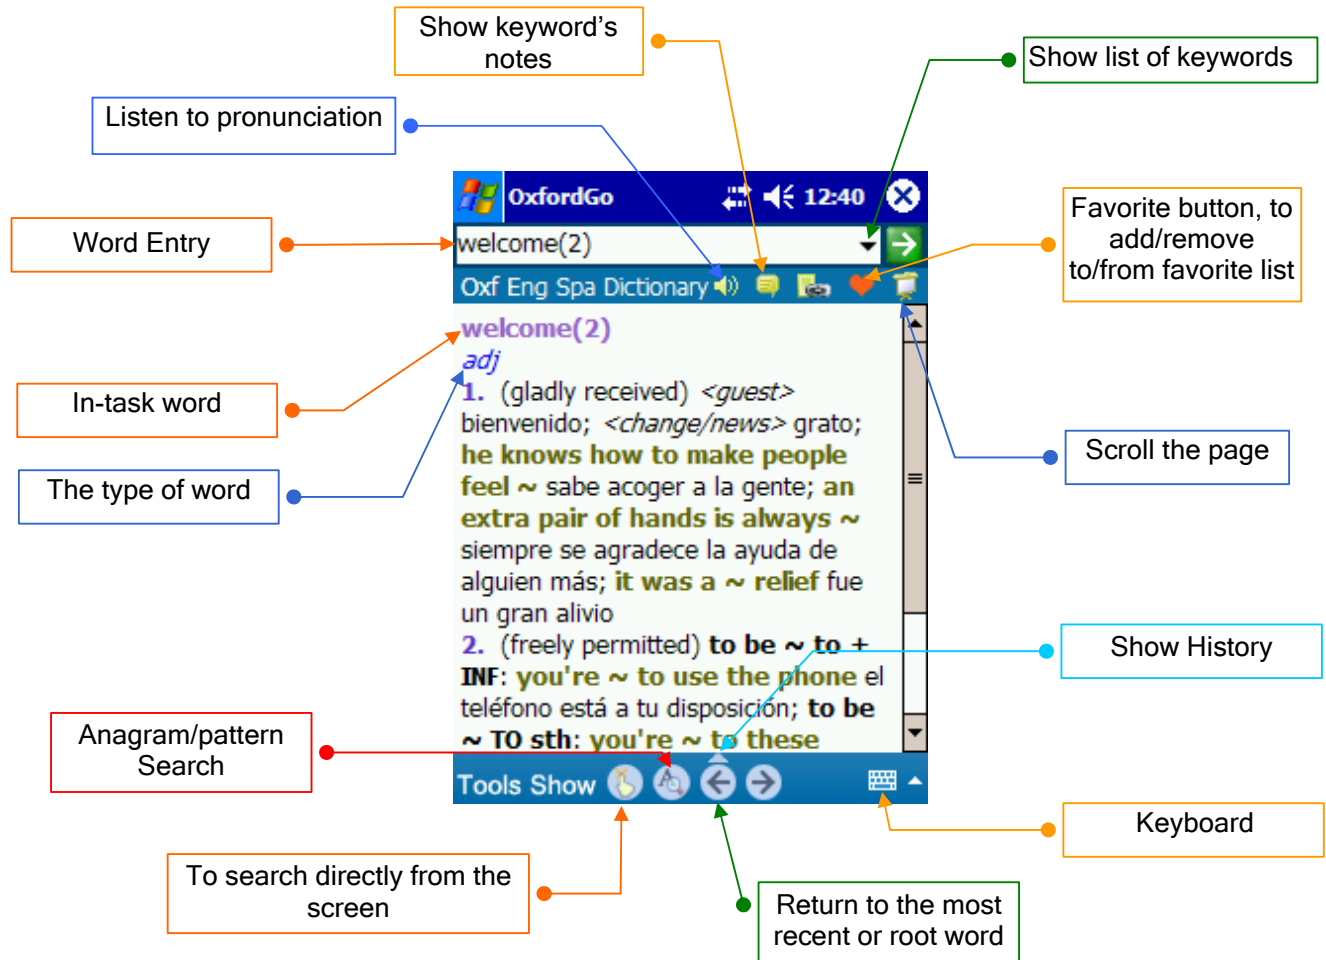 Show keyword's
notes
Show list of keywords
Listen to pronunciation
OxfordGo 12:40
Favorite button, to
add/remove
to/from favorite list
Word Entry
welcome(2)
Oxf Eng Spa Dictionary
welcome(2)
adj
In-task word
1. (gladly received) <guest>
bienvenido; <change/news> grato;
he knows how to make people
feel ~ sabe acoger a la gente; an
extra pair of hands is always ~
siempre se agradece la ayuda de
alguien más; it was a ~ relief fue
un gran alivio
2. (freely permitted) to be ~ to +
INF: you're ~ to use the phone el
teléfono está a tu disposición; to be
~ TO sth: you're ~ to these
Scroll the page
The type of word
Show History
Anagram/pattern
Search
Tools Show
Keyboard
To search directly from the
screen
Return to the most
recent or root word